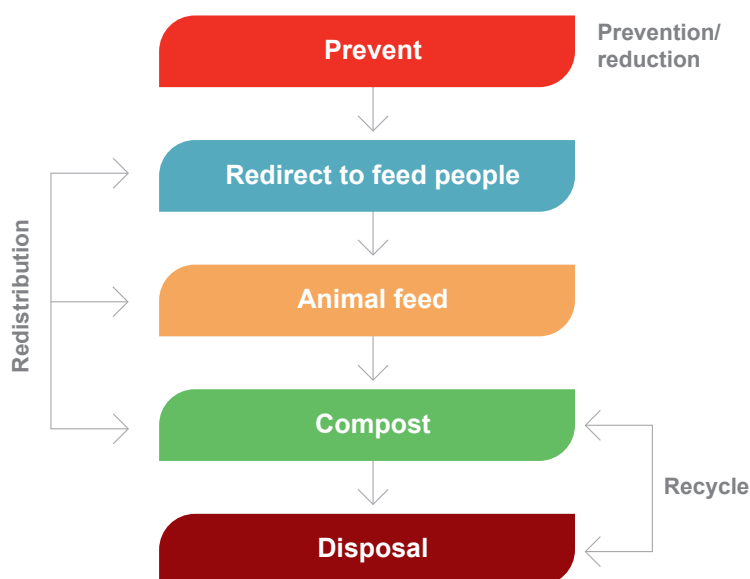 Prevent
Prevention/
reduction
Redirect to feed people
Redistribution
Animal feed
Compost
Recycle
Disposal